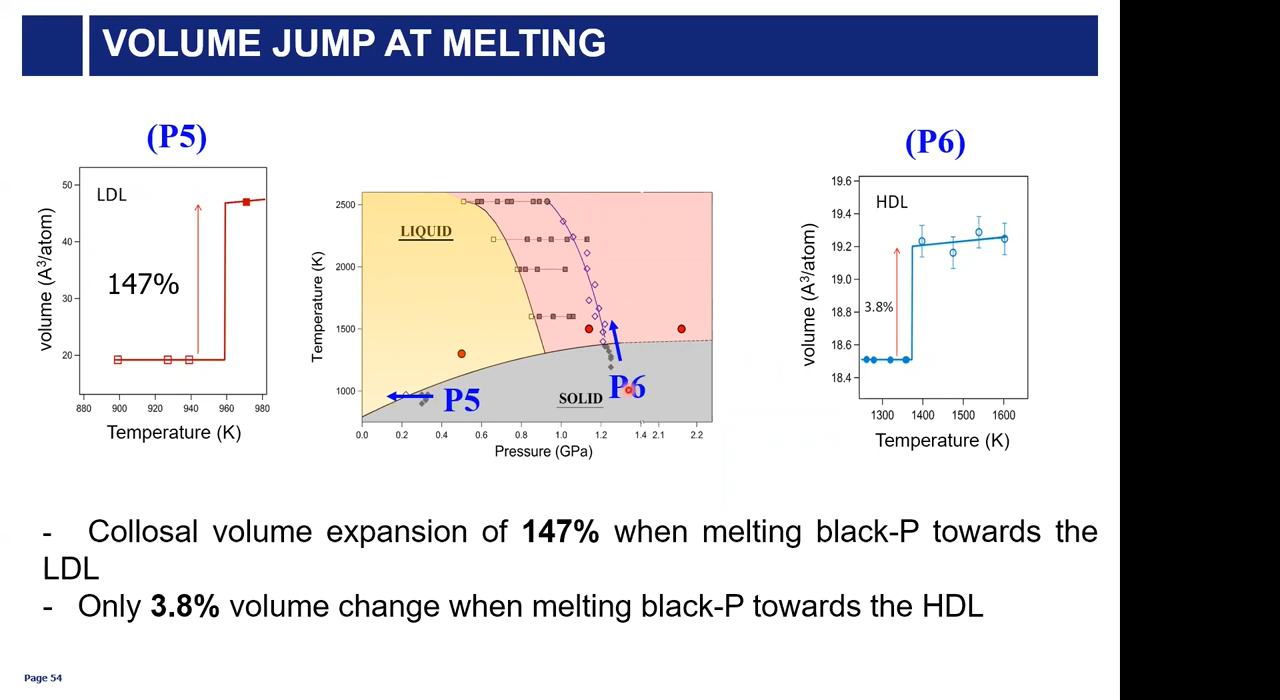 VOLUME JUMP AT MELTING
(P5)
50
40
30
20
volume (A³/atom)
LDL
147%
880 900 920 940 960 980
Temperature (K)
2500
2000
1500
1000
Temperature (K)
LIQUID
SOLID
P5
P6
0.0 0.2 0.4 0.6 0.8 1.0 1.2 1.4 2.1 2.2
Pressure (GPa)
(P6)
19.6
19.4
19.2
19.0
18.8
18.6
18.4
volume (A³/atom)
HDL
3.8%
1300 1400 1500 1600
Temperature (K)
- Collosal volume expansion of 147% when melting black-P towards the
LDL
- Only 3.8% volume change when melting black-P towards the HDL
Page 54